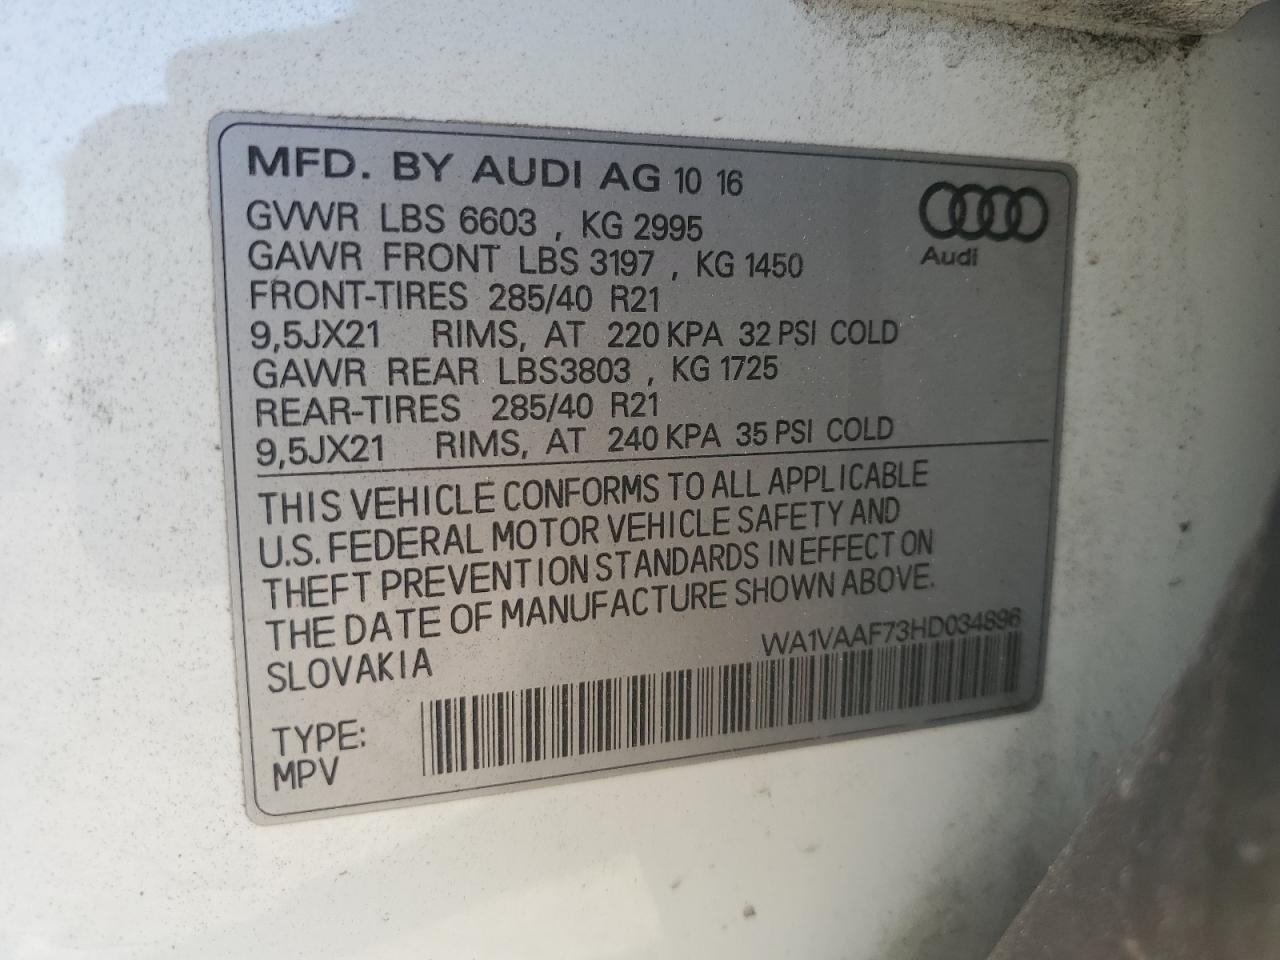 MFD. BY AUDI AG 10 16
GVWR LBS 6603 , KG 2995
GAWR FRONT LBS 3197 , KG 1450
FRONT-TIRES 285/40 R21
9,5JX21 RIMS, AT 220 KPA 32 PSI COLD
GAWR REAR LBS3803 , KG 1725
REAR-TIRES 285/40 R21
9,5JX21 RIMS, AT 240 KPA 35 PSI COLD
Audi
THIS VEHICLE CONFORMS TO ALL APPLICABLE
U.S. FEDERAL MOTOR VEHICLE SAFETY AND
THEFT PREVENTION STANDARDS IN EFFECT ON
THE DATE OF MANUFACTURE SHOWN ABOVE.
SLOVAKIA
WA1VAAF73HD034896
TYPE:
MPV